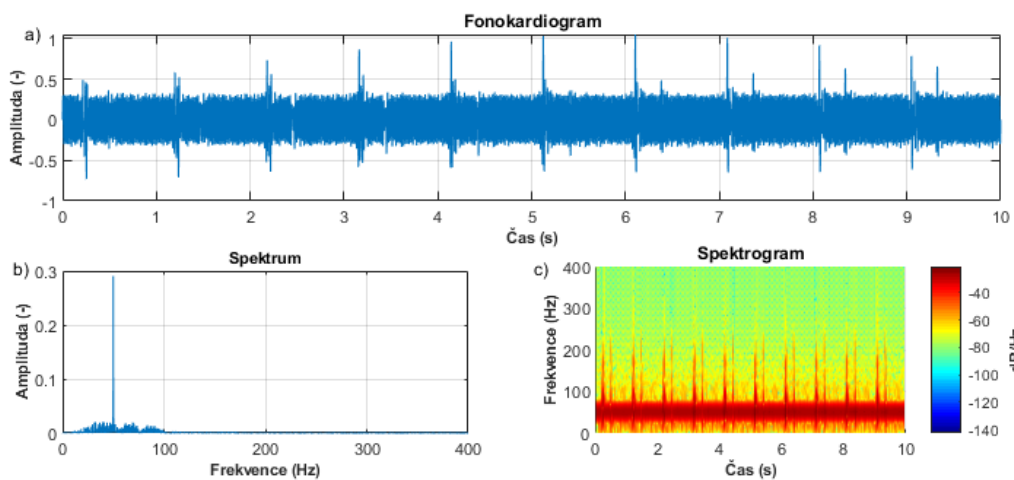 Fonokardiogram
a)
Amplituda (-)
1
0.5
0
-0.5
-1
0 1 2 3 4 5 6 7 8 9 10
Čas (s)
b)
Spektrum
Amplituda (-)
0.3
0.2
0.1
0
0 100 200 300 400
Frekvence (Hz)
c)
Spektrogram
Frekvence (Hz)
400
300
200
100
0
0 2 4 6 8 10
Čas (s)
-40
-60
-80
-100
-120
-140